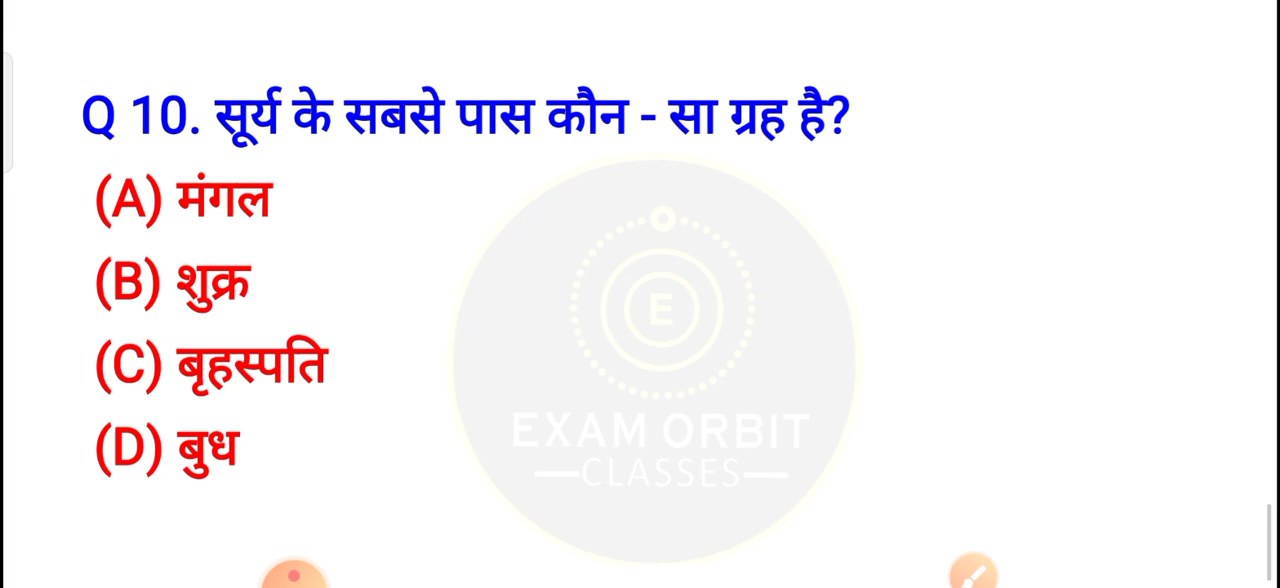 Q 10. सूर्य के सबसे पास कौन - सा ग्रह है?
(A) मंगल
(B) शुक्र
(C) बृहस्पति
(D) बुध
E
EXAM ORBIT
CLASSES